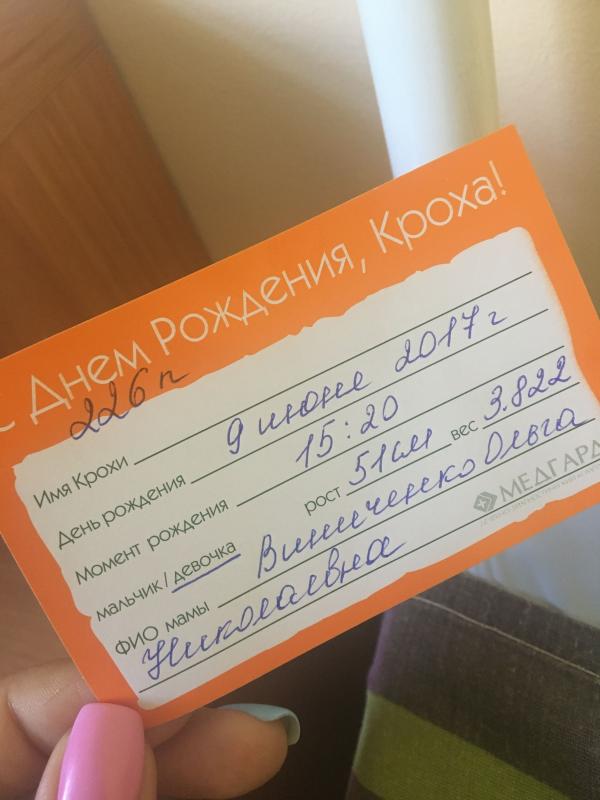 С Днем Рождения, Кроха!
226 п
Имя Крохи
День рождения 9 июня 2017 г
Момент рождения 15:20
мальчик / девочка рост 51см вес 3.822
ФИО мамы Винниченко Ольга
Николаевна
МЕДГАРД